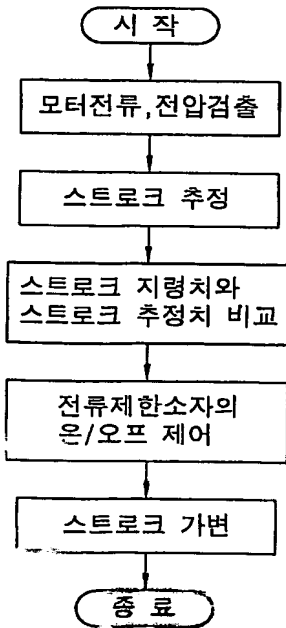 시 작
모터전류,전압검출
스트로크 추정
스트로크 지령치와
스트로크 추정치 비교
전류제한소자의
온/오프 제어
스트로크 가변
종 료